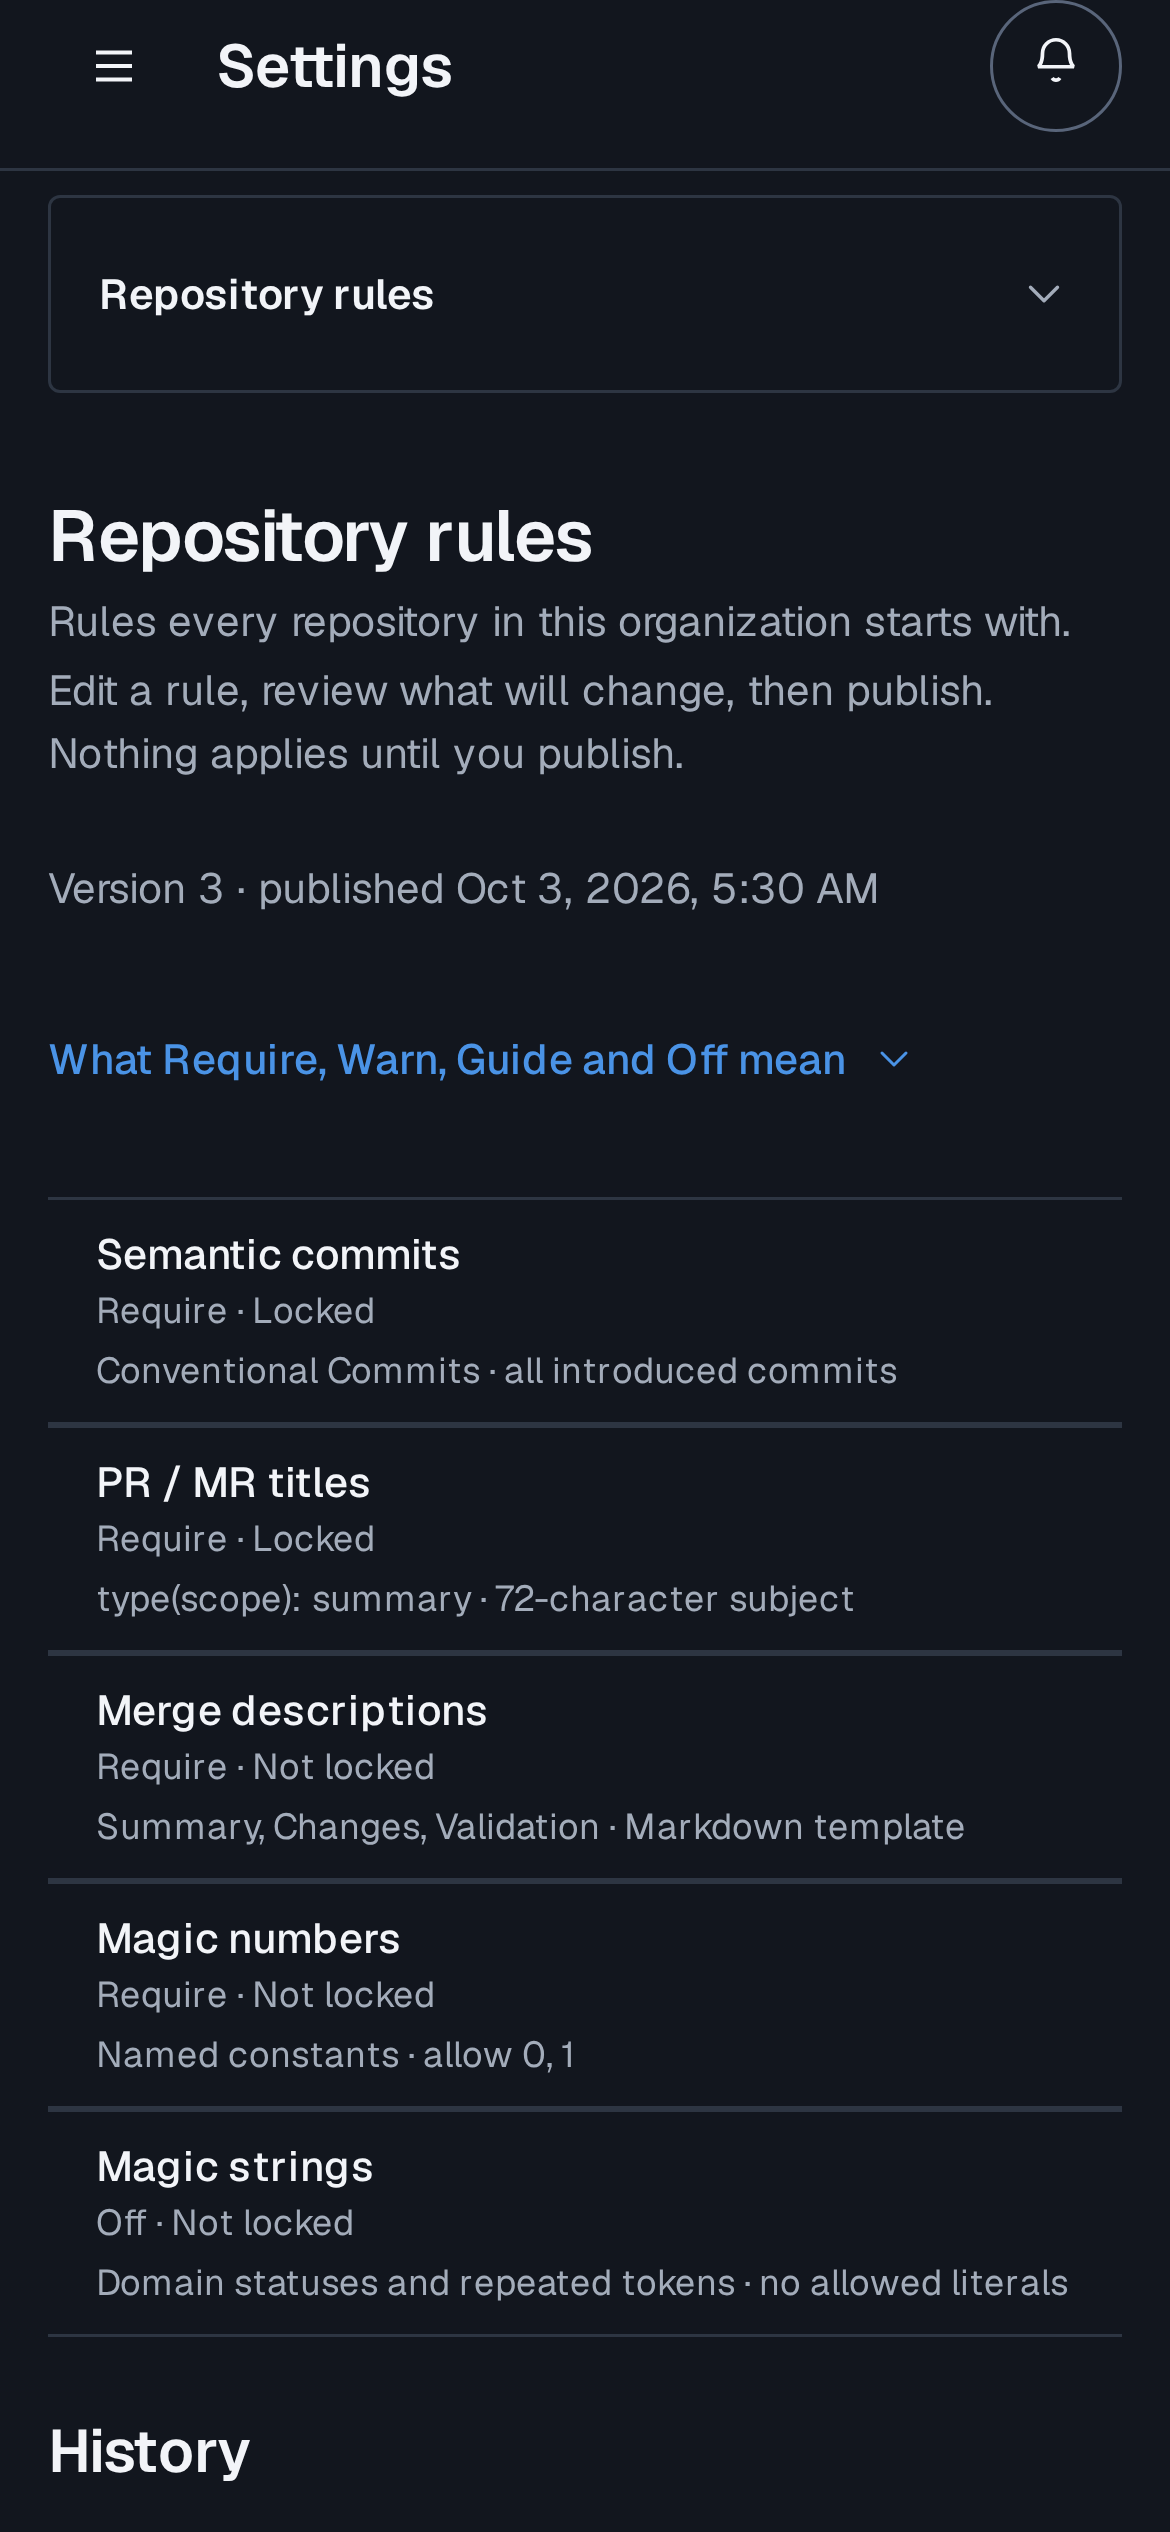 Settings
Repository rules
Repository rules
Rules every repository in this organization starts with.
Edit a rule, review what will change, then publish.
Nothing applies until you publish.
Version 3 · published Oct 3, 2026, 5:30 AM
What Require, Warn, Guide and Off mean
Semantic commits
Require · Locked
Conventional Commits · all introduced commits
PR / MR titles
Require · Locked
type(scope): summary · 72-character subject
Merge descriptions
Require · Not locked
Summary, Changes, Validation · Markdown template
Magic numbers
Require · Not locked
Named constants · allow 0, 1
Magic strings
Off · Not locked
Domain statuses and repeated tokens · no allowed literals
History